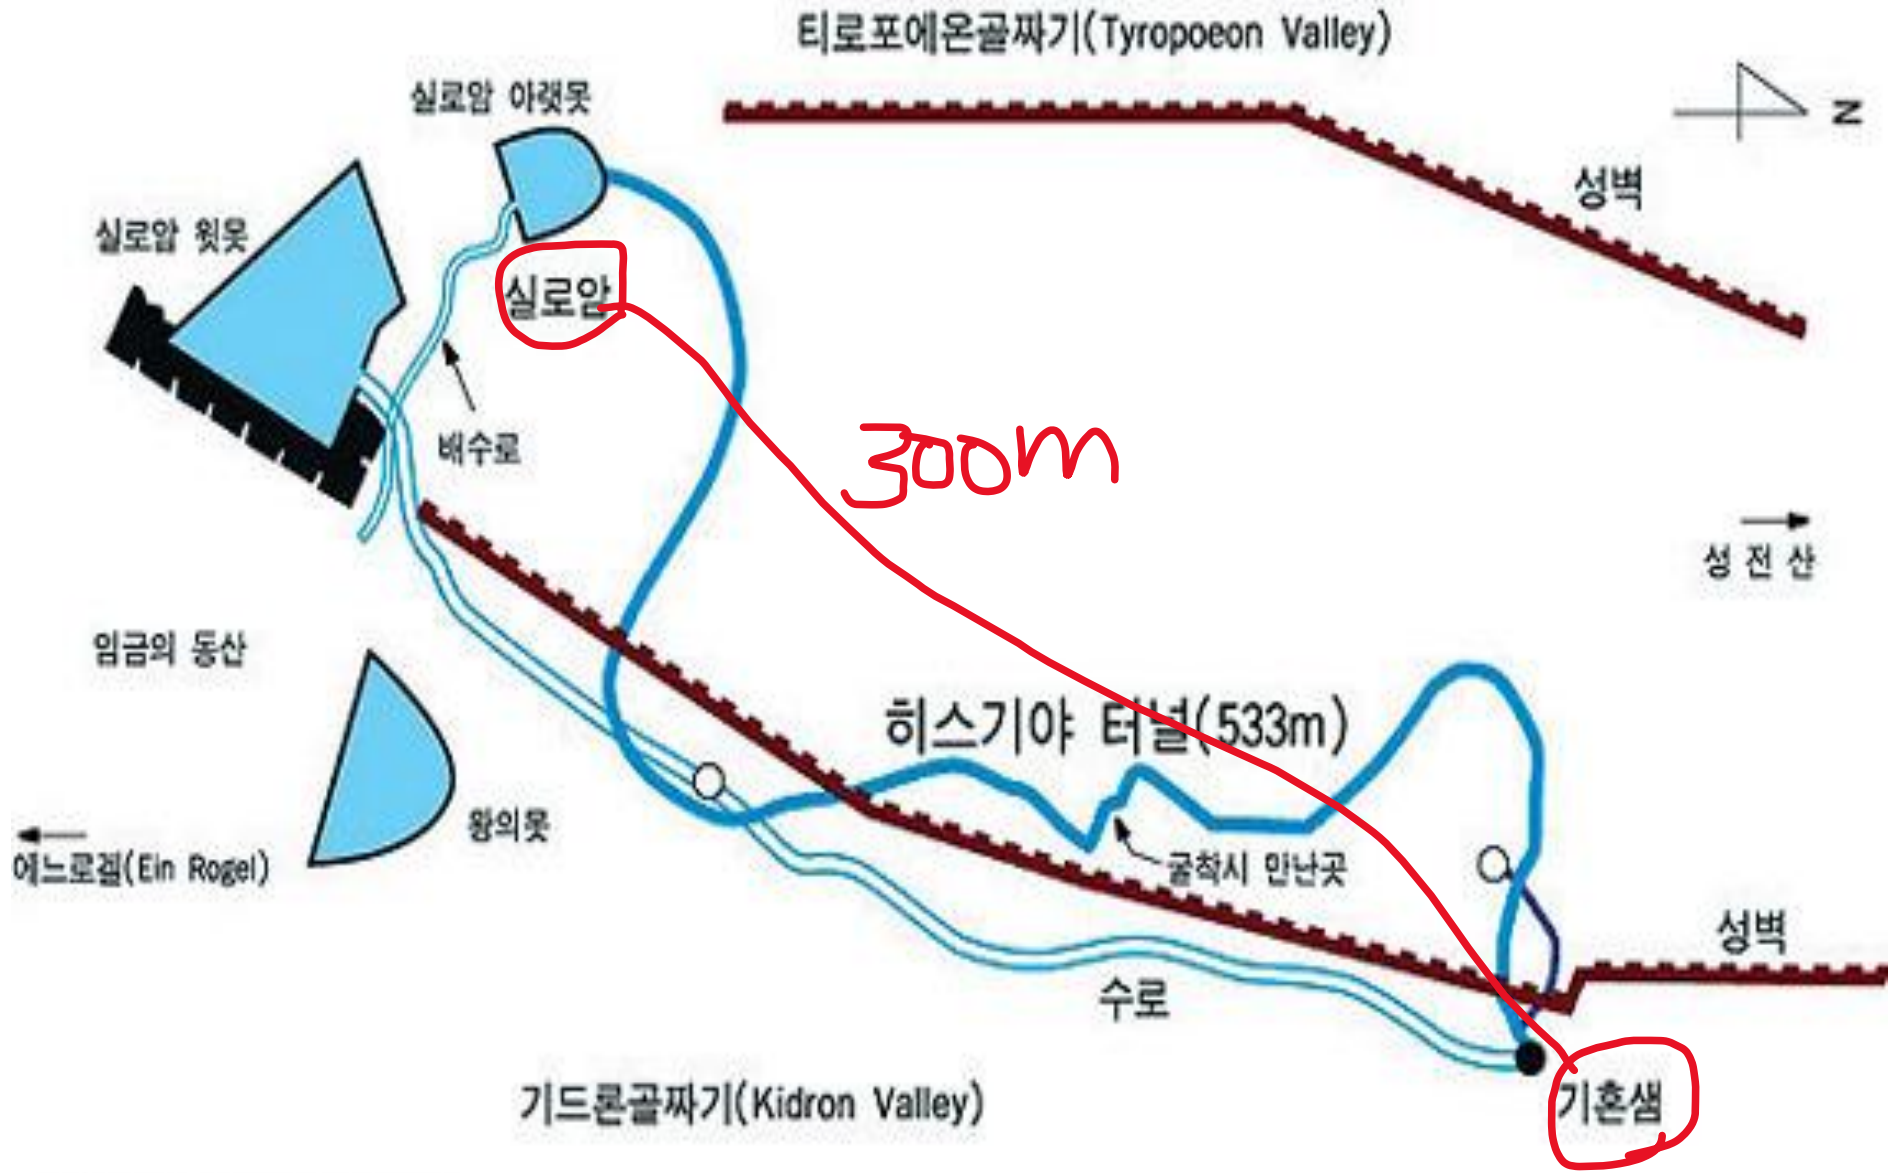 티로포에온골짜기(Tyropoeon Valley)
실로암 아랫못
N
성벽
실로암 윗못
실로암
배수로
300m
성 전 산
임금의 동산
히스기야 터널(533m)
왕의못
에느로겔(Ein Rogel)
굴착시 만난곳
성벽
수로
기드론골짜기(Kidron Valley)
기혼샘